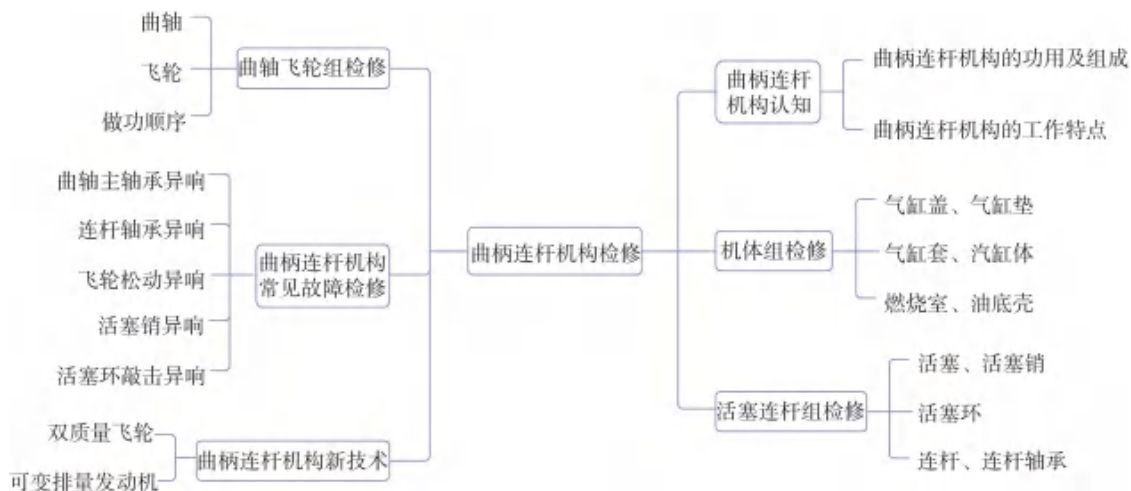 曲轴
飞轮
做功顺序
曲轴飞轮组检修
曲轴主轴承异响
连杆轴承异响
飞轮松动异响
活塞销异响
活塞环敲击异响
曲柄连杆机构
常见故障检修
双质量飞轮
可变排量发动机
曲柄连杆机构新技术
曲柄连杆机构检修
曲柄连杆
机构认知
曲柄连杆机构的功用及组成
曲柄连杆机构的工作特点
机体组检修
气缸盖、气缸垫
气缸套、汽缸体
燃烧室、油底壳
活塞连杆组检修
活塞、活塞销
活塞环
连杆、连杆轴承